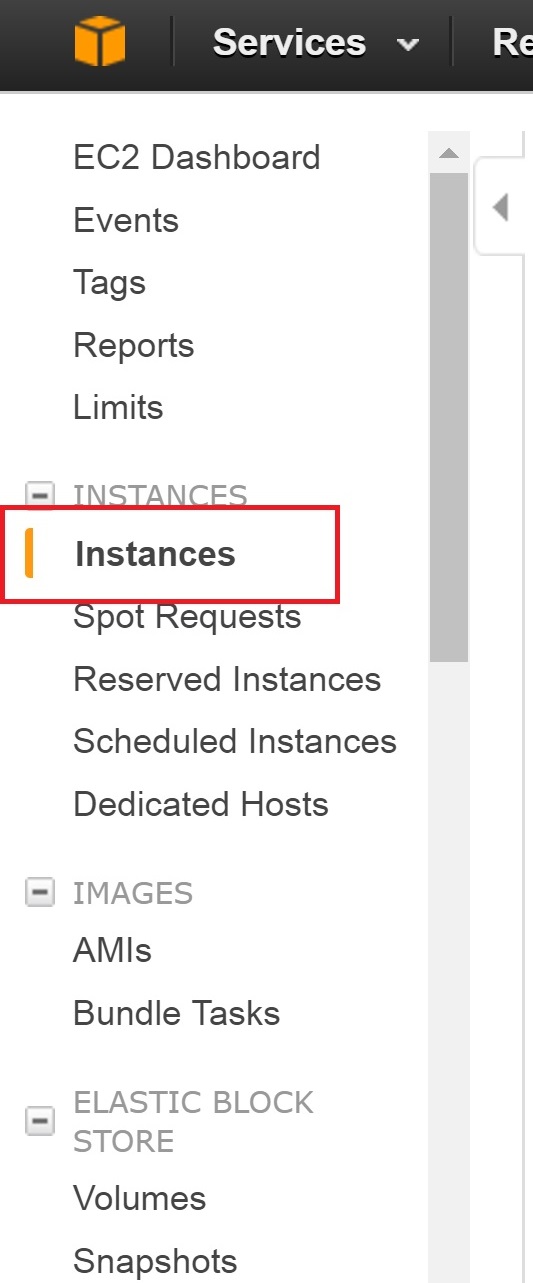 Services
EC2 Dashboard
Events
Tags
Reports
Limits
INSTANCES
Instances
Spot Requests
Reserved Instances
Scheduled Instances
Dedicated Hosts
IMAGES
AMIs
Bundle Tasks
ELASTIC BLOCK
STORE
Volumes
Snapshots